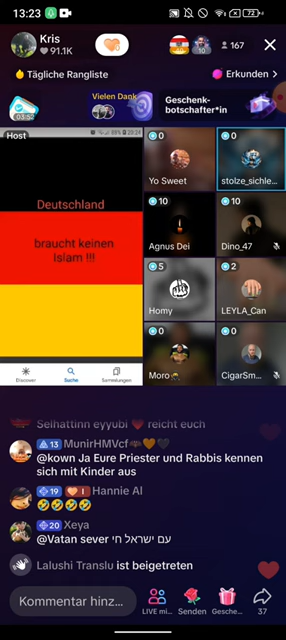 13:23
72
Kris
91.1K
10
167
Tägliche Rangliste
Erkunden >
03:52
Vielen Dank
Geschenk-
botschafter*in
Host
Deutschland
braucht keinen
Islam !!!
Discover
Suche
Sammlungen
0
Yo Sweet
0
stolze_sichle...
10
Agnus Dei
10
Dino_47
5
Homy
2
LEYLA_Can
0
Moro
0
CigarSm...
Selhattinn eyyubi ❤️ reicht euch
13 MunirHMVcf🦇🧡🖤
@kown Ja Eure Priester und Rabbis kennen
sich mit Kinder aus
19 I Hannie Al
🤣🤣🤣🤣
20 Xeya
@Vatan sever עם ישראל חי
Lalushi Translu ist beigetreten
Kommentar hinz...
LIVE mi...
Senden
Gesche...
37